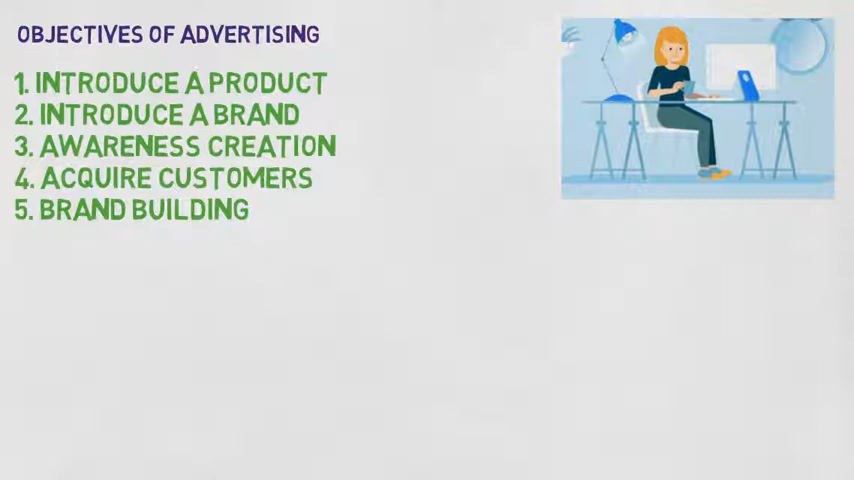 OBJECTIVES OF ADVERTISING
1. INTRODUCE A PRODUCT
2. INTRODUCE A BRAND
3. AWARENESS CREATION
4. ACQUIRE CUSTOMERS
5. BRAND BUILDING